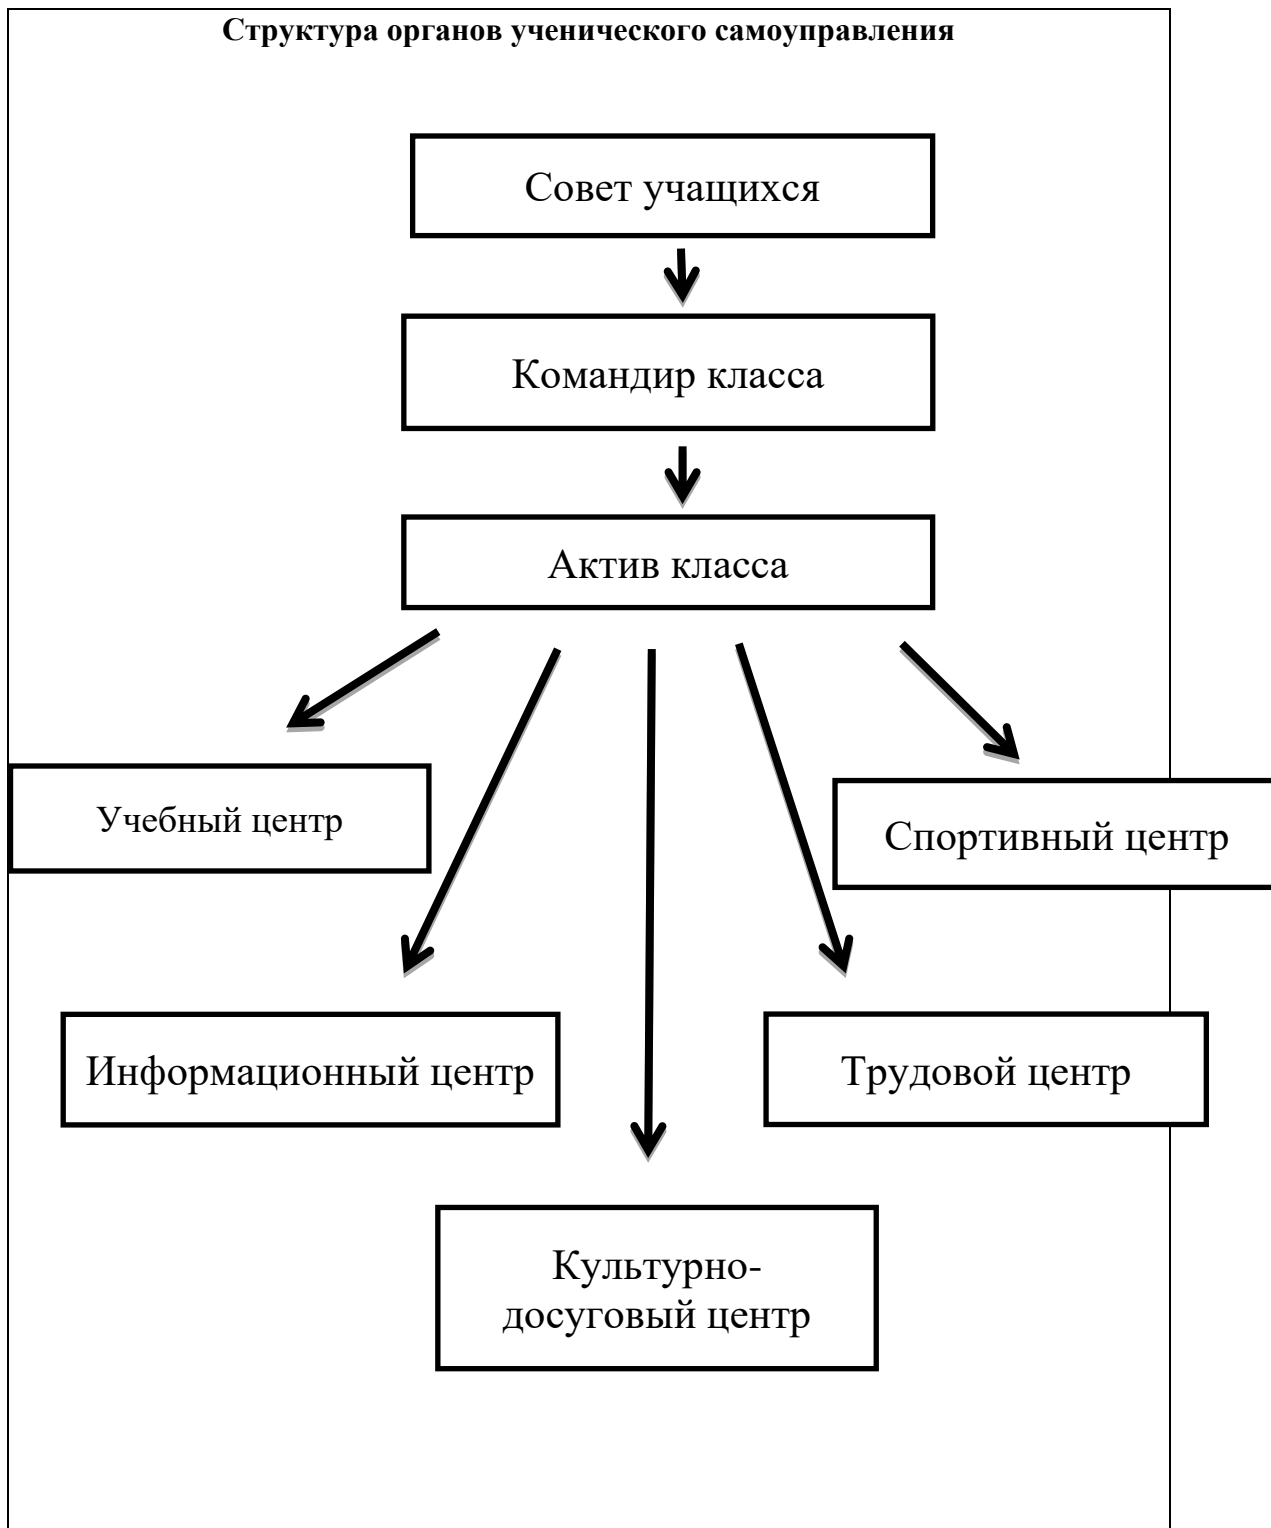 Структура органов ученического самоуправления
Совет учащихся
Командир класса
Актив класса
Учебный центр
Спортивный центр
Информационный центр
Трудовой центр
Культурно-
досуговый центр